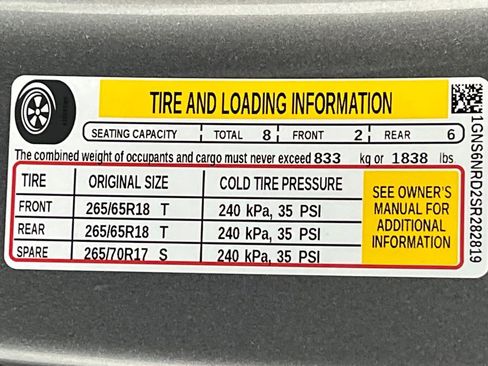 TIRE AND LOADING INFORMATION
SEATING CAPACITY TOTAL 8 FRONT 2 REAR 6
The combined weight of occupants and cargo must never exceed 833 kg or 1838 lbs
TIRE ORIGINAL SIZE COLD TIRE PRESSURE
FRONT 265/65R18 T 240 kPa, 35 PSI
REAR 265/65R18 T 240 kPa, 35 PSI
SPARE 265/70R17 S 240 kPa, 35 PSI
SEE OWNER'S
MANUAL FOR
ADDITIONAL
INFORMATION
1GNS6NRD2SR282819